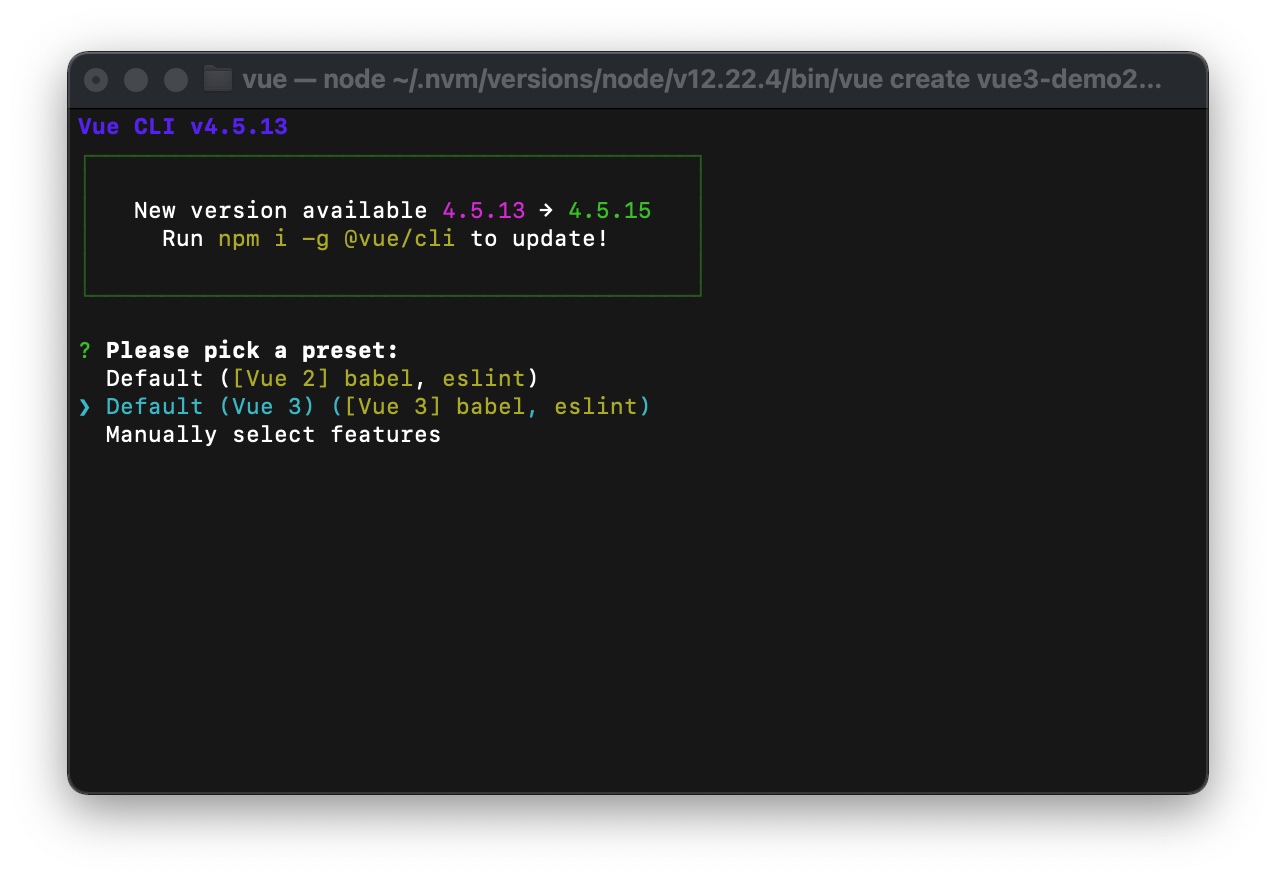 vue — node ~/.nvm/versions/node/v12.22.4/bin/vue create vue3-demo2...
Vue CLI v4.5.13
New version available 4.5.13 → 4.5.15
Run npm i -g @vue/cli to update!
? Please pick a preset:
Default ([Vue 2] babel, eslint)
❯ Default (Vue 3) ([Vue 3] babel, eslint)
Manually select features